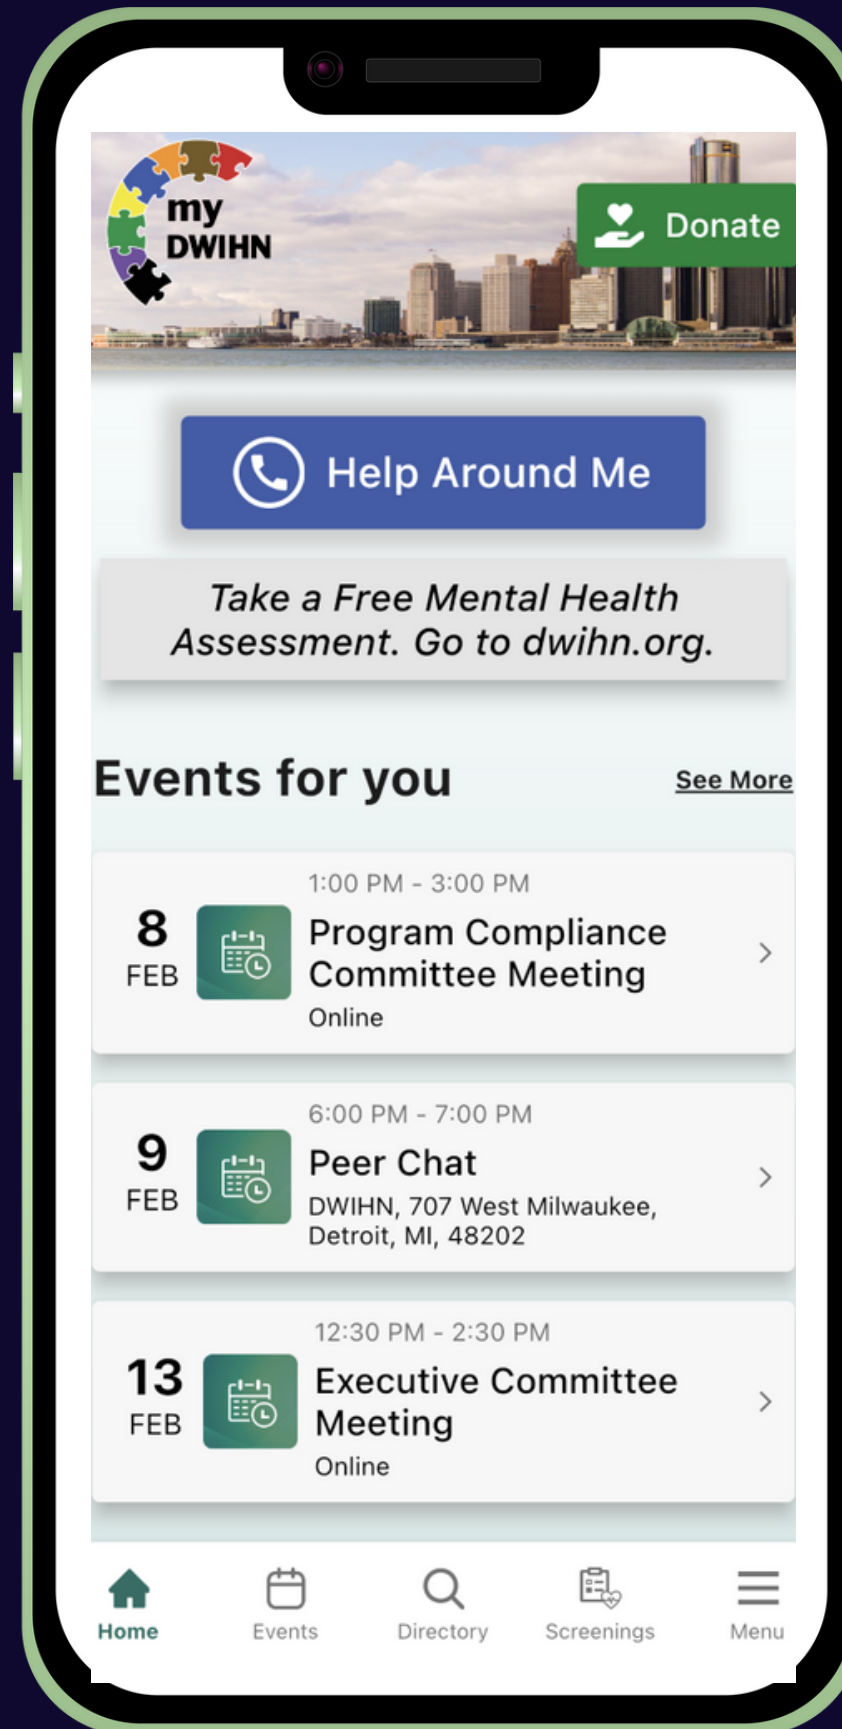 my
DWIHN
Donate
Help Around Me
Take a Free Mental Health
Assessment. Go to dwihn.org.
Events for you
See More
1:00 PM - 3:00 PM
8
FEB
Program Compliance
Committee Meeting
Online
6:00 PM - 7:00 PM
9
FEB
Peer Chat
DWIHN, 707 West Milwaukee,
Detroit, MI, 48202
12:30 PM - 2:30 PM
13
FEB
Executive Committee
Meeting
Online
Home
Events
Directory
Screenings
Menu